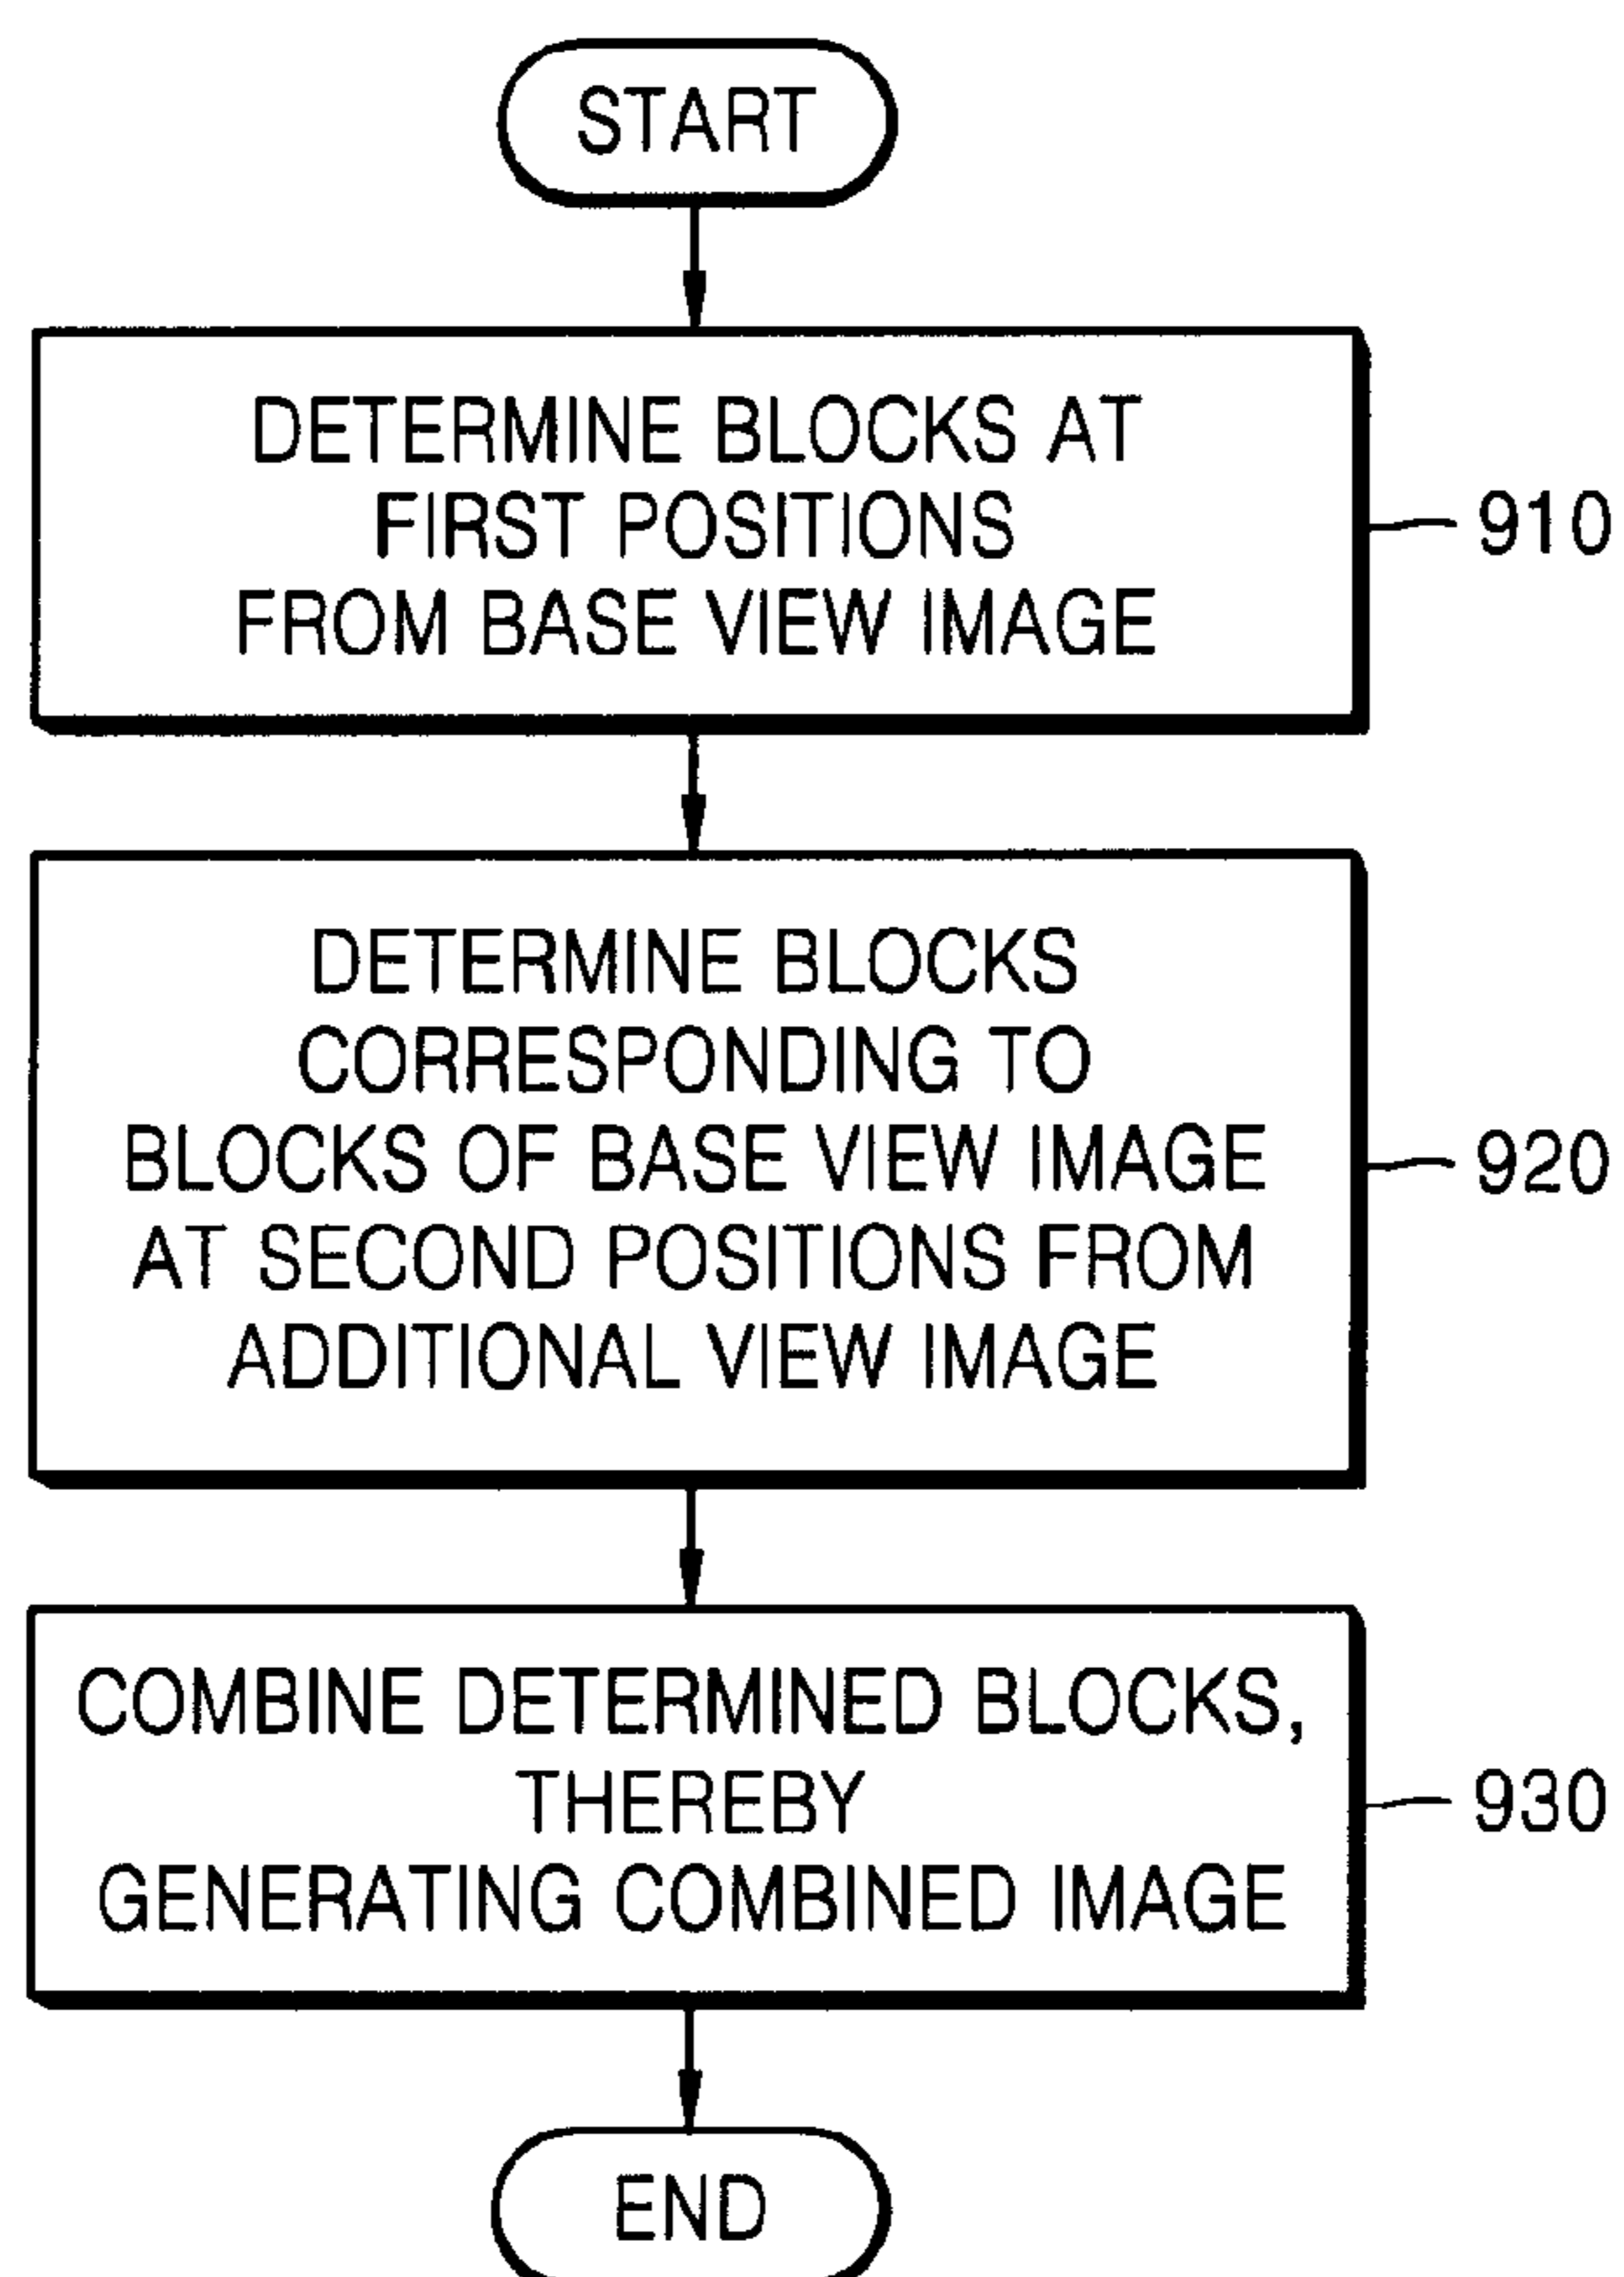 START
DETERMINE BLOCKS AT
FIRST POSITIONS
FROM BASE VIEW IMAGE
910
DETERMINE BLOCKS
CORRESPONDING TO
BLOCKS OF BASE VIEW IMAGE
AT SECOND POSITIONS FROM
ADDITIONAL VIEW IMAGE
920
COMBINE DETERMINED BLOCKS,
THEREBY
GENERATING COMBINED IMAGE
930
END